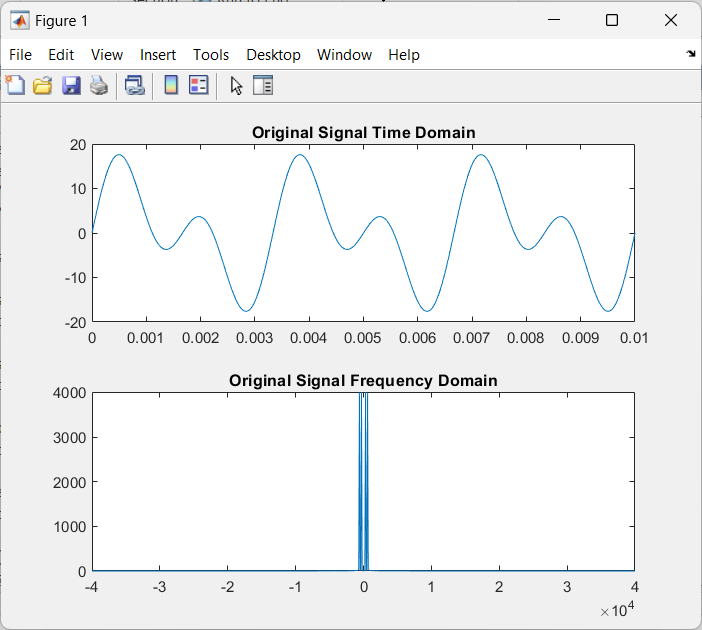 Figure 1
File Edit View Insert Tools Desktop Window Help
Original Signal Time Domain
20
10
0
-10
-20
0 0.001 0.002 0.003 0.004 0.005 0.006 0.007 0.008 0.009 0.01
Original Signal Frequency Domain
4000
3000
2000
1000
0
-4 -3 -2 -1 0 1 2 3 4
×10⁴